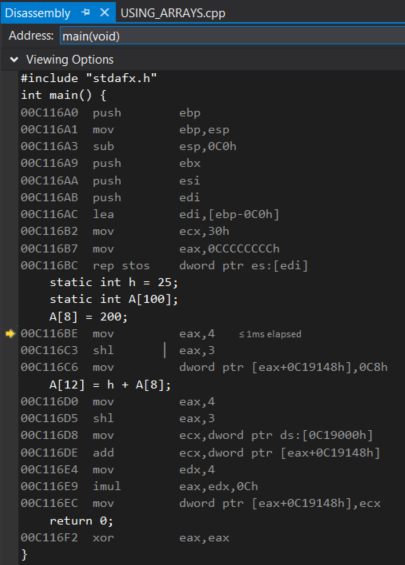 Disassembly USING_ARRAYS.cpp
Address: main(void)
Viewing Options
#include "stdafx.h"
int main() {
00C116A0 push ebp
00C116A1 mov ebp,esp
00C116A3 sub esp,0C0h
00C116A9 push ebx
00C116AA push esi
00C116AB push edi
00C116AC lea edi,[ebp-0C0h]
00C116B2 mov ecx,30h
00C116B7 mov eax,0CCCCCCCCh
00C116BC rep stos dword ptr es:[edi]
static int h = 25;
static int A[100];
A[8] = 200;
00C116BE mov eax,4 ≤1ms elapsed
00C116C3 shl eax,3
00C116C6 mov dword ptr [eax+0C19148h],0C8h
A[12] = h + A[8];
00C116D0 mov eax,4
00C116D5 shl eax,3
00C116D8 mov ecx,dword ptr ds:[0C19000h]
00C116DE add ecx,dword ptr [eax+0C19148h]
00C116E4 mov edx,4
00C116E9 imul eax,edx,0Ch
00C116EC mov dword ptr [eax+0C19148h],ecx
return 0;
00C116F2 xor eax,eax
}